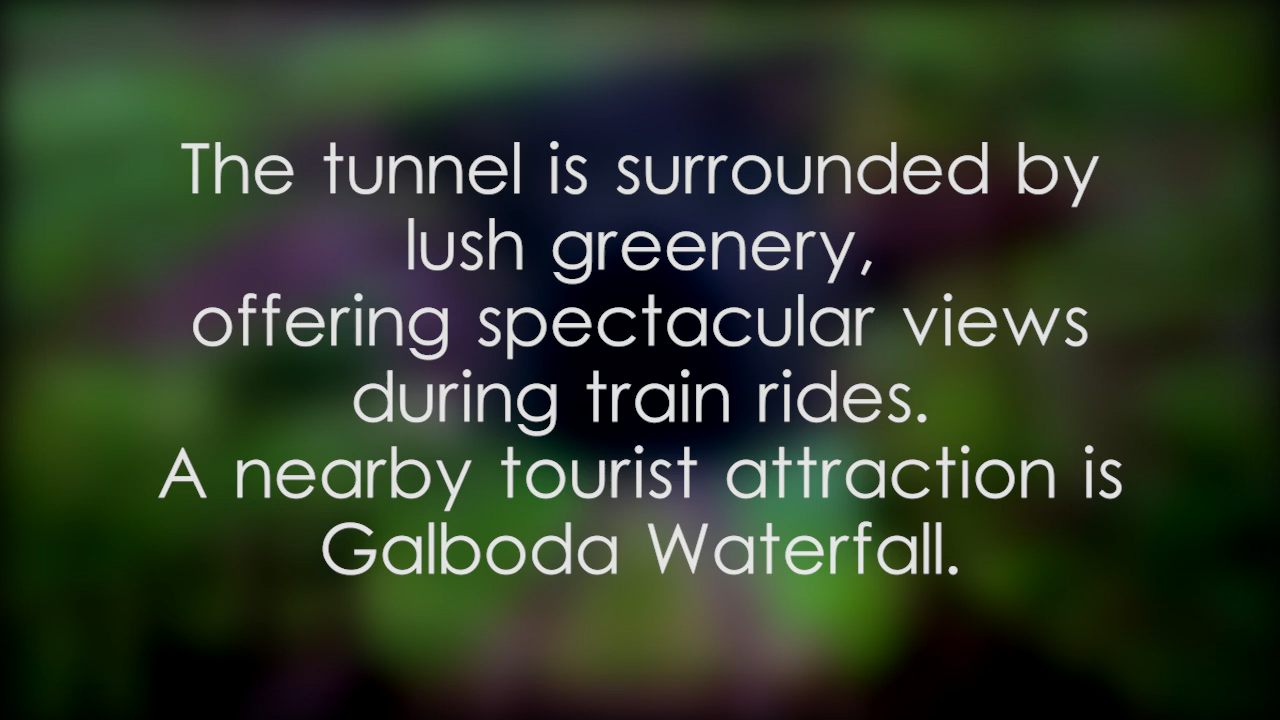 The tunnel is surrounded by
lush greenery,
offering spectacular views
during train rides.
A nearby tourist attraction is
Galboda Waterfall.